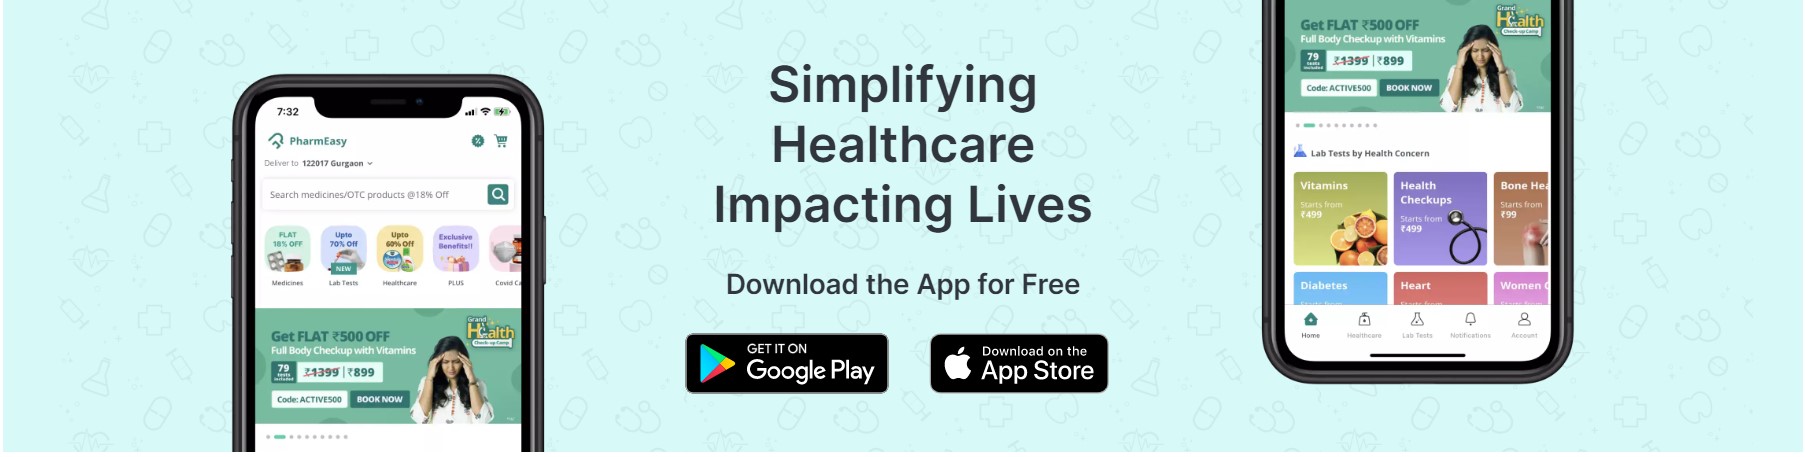 7:32
PharmEasy
Deliver to 122017 Gurgaon
Search medicines/OTC products @18% Off
FLAT
18% OFF
Medicines
Upto
70% Off
NEW
Lab Tests
Upto
60% Off
Healthcare
Exclusive
Benefits!!
PLUS
Covid Ca
Grand
Health
Check-up Camp
Get FLAT ₹500 OFF
Full Body Checkup with Vitamins
79
tests
included
₹1399 | ₹899
Code: ACTIVE500
BOOK NOW
Simplifying
Healthcare
Impacting Lives
Download the App for Free
GET IT ON
Google Play
Download on the
App Store
Grand
Health
Check-up Camp
Get FLAT ₹500 OFF
Full Body Checkup with Vitamins
79
tests
included
₹1399 | ₹899
Code: ACTIVE500
BOOK NOW
Lab Tests by Health Concern
Vitamins
Starts from
₹499
Health
Checkups
Starts from
₹499
Bone Hea
Starts from
₹99
Diabetes
Heart
Women
Home
Healthcare
Lab Tests
Notifications
Account